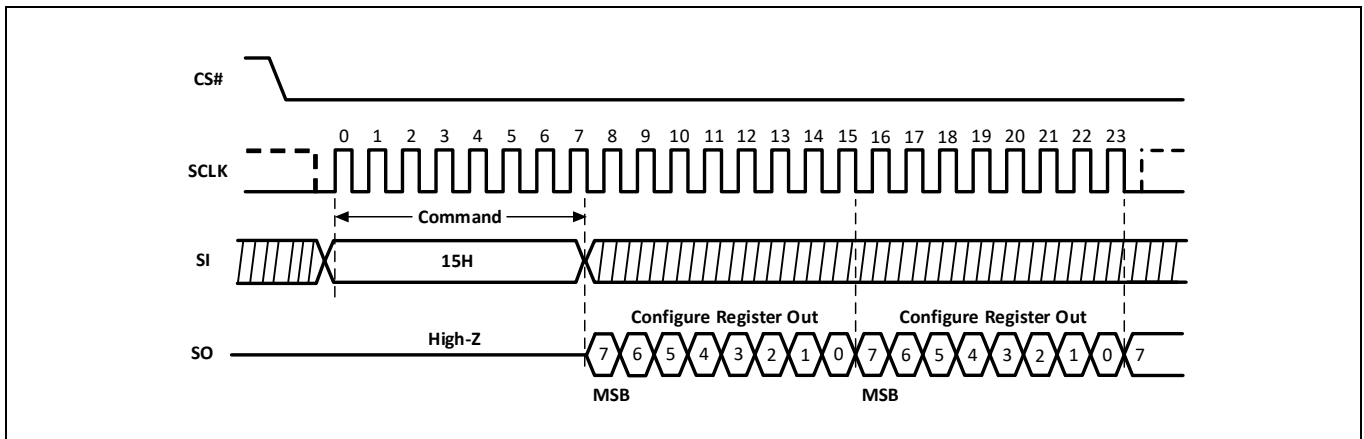 CS#
0 1 2 3 4 5 6 7 8 9 10 11 12 13 14 15 16 17 18 19 20 21 22 23
SCLK
Command
SI 15H
Configure Register Out Configure Register Out
SO High-Z 7 6 5 4 3 2 1 0 7 6 5 4 3 2 1 0 7
MSB MSB